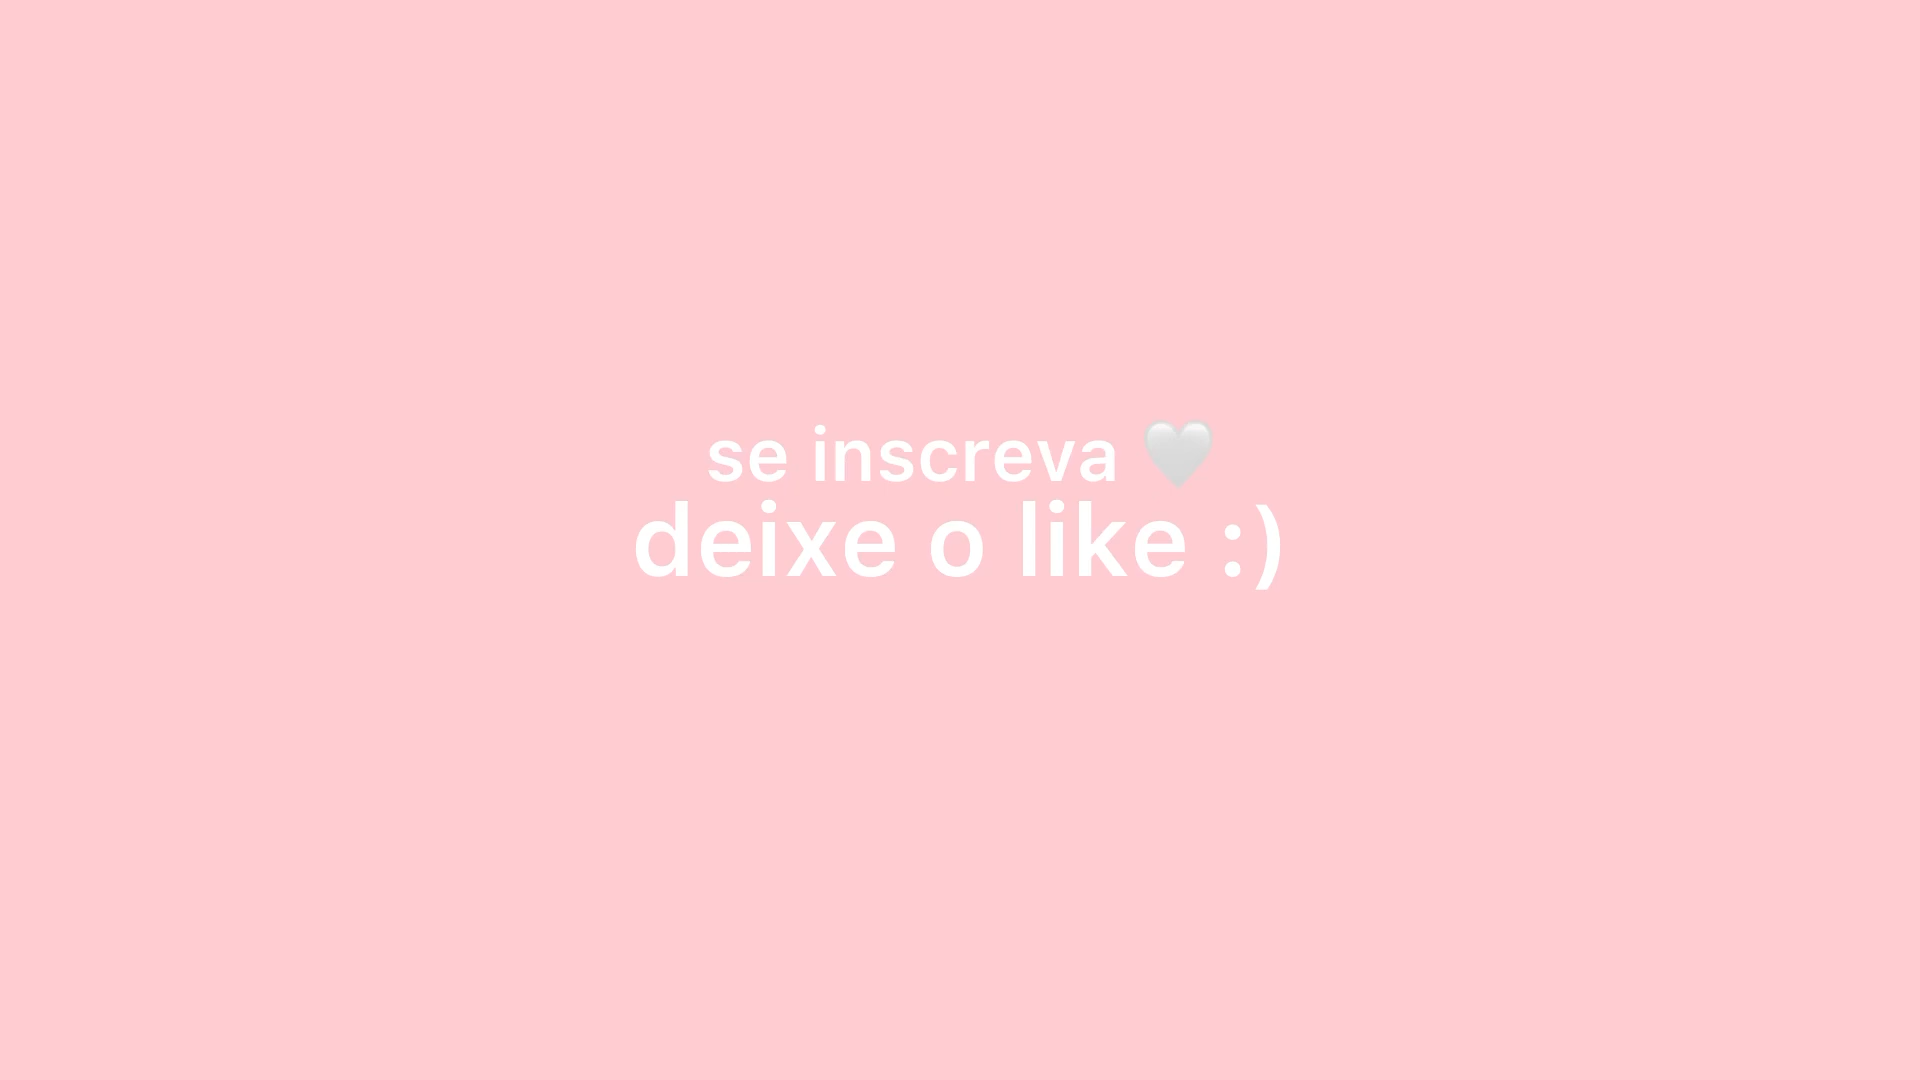 se inscreva 🤍
deixe o like :)